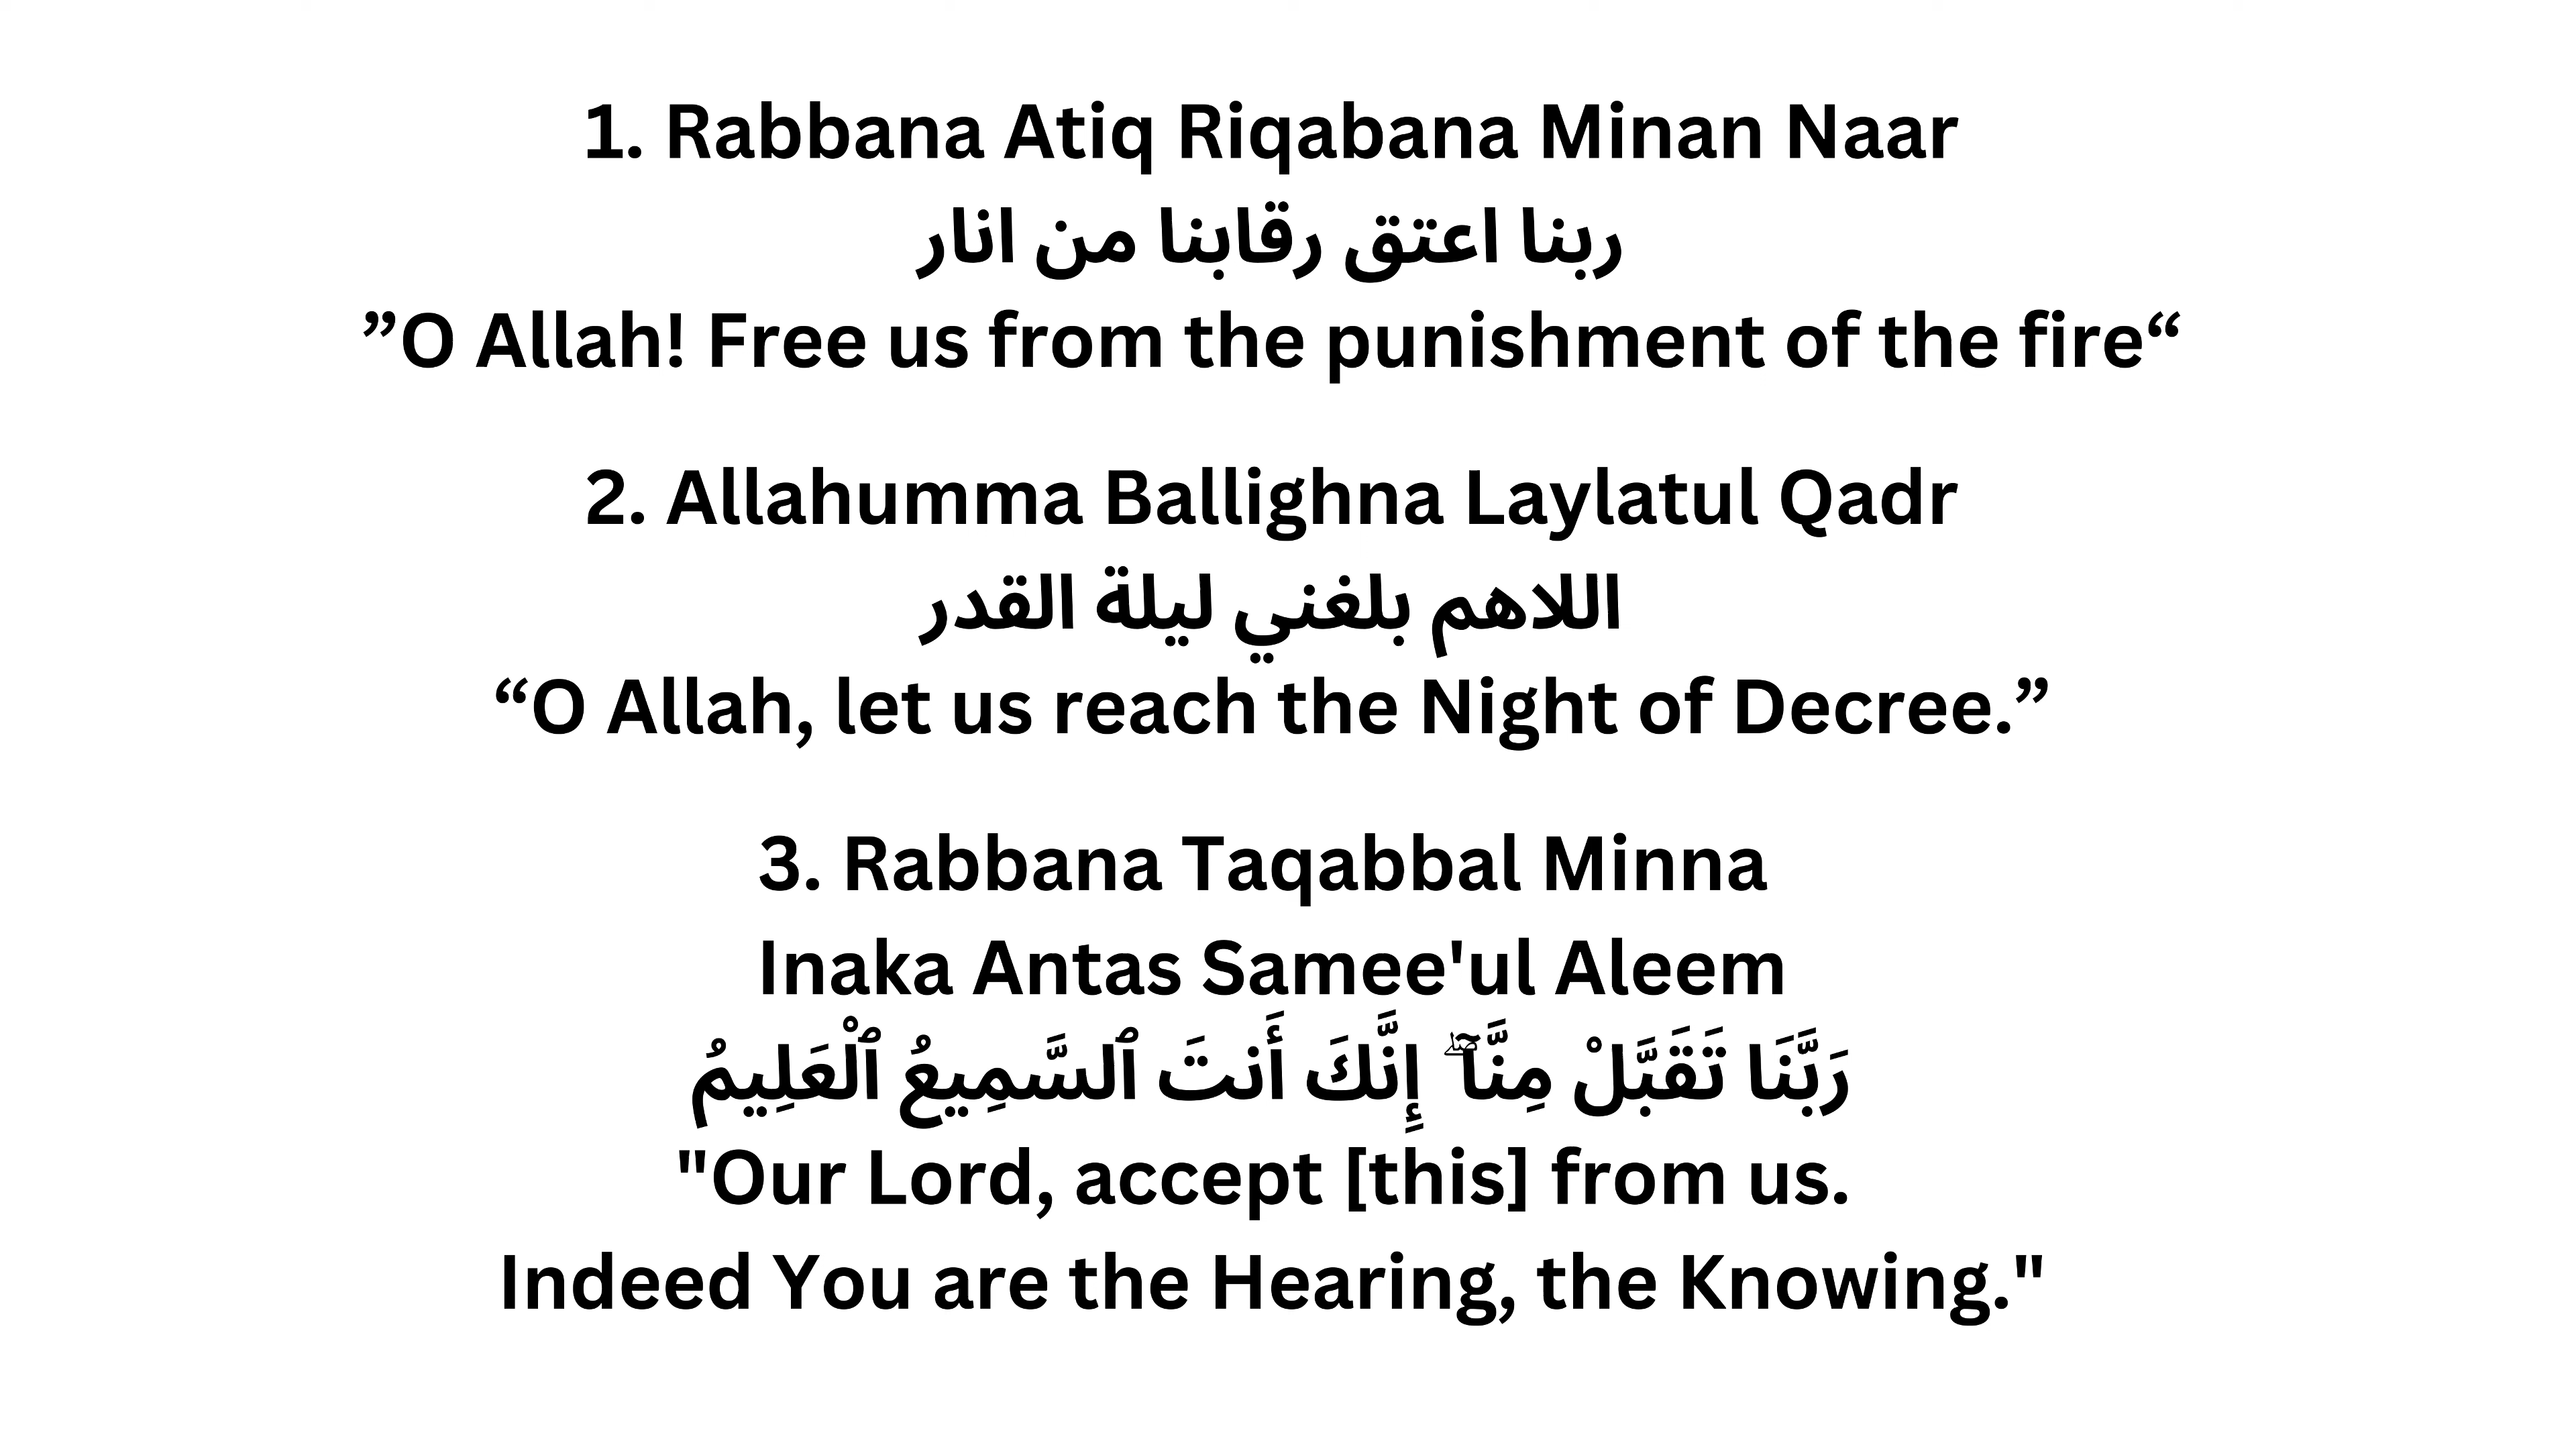 1. Rabbana Atiq Riqabana Minan Naar
ربنا اعتق رقابنا من انار
”O Allah! Free us from the punishment of the fire“
2. Allahumma Ballighna Laylatul Qadr
اللاهم بلغني ليلة القدر
“O Allah, let us reach the Night of Decree.”
3. Rabbana Taqabbal Minna
Inaka Antas Samee'ul Aleem
رَبَّنَا تَقَبَّلْ مِنَّآ ۖ إِنَّكَ أَنتَ ٱلسَّمِيعُ ٱلْعَلِيمُ
"Our Lord, accept [this] from us.
Indeed You are the Hearing, the Knowing."